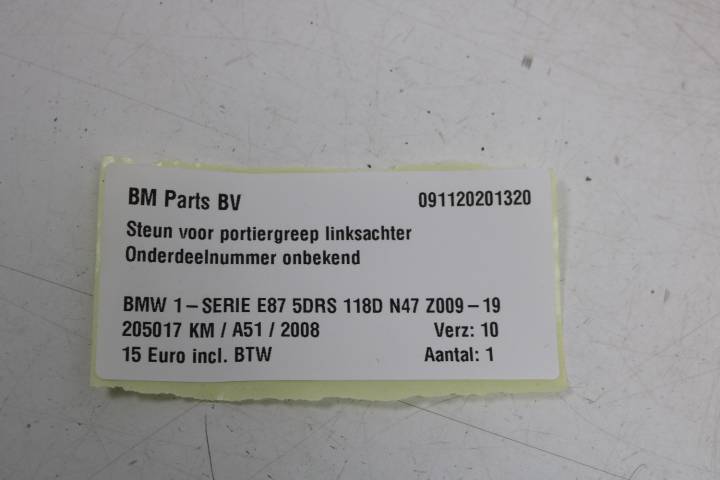 BM Parts BV 091120201320
Steun voor portiergreep linksachter
Onderdeelnummer onbekend
BMW 1-SERIE E87 5DRS 118D N47 Z009-19
205017 KM / A51 / 2008 Verz: 10
15 Euro incl. BTW Aantal: 1